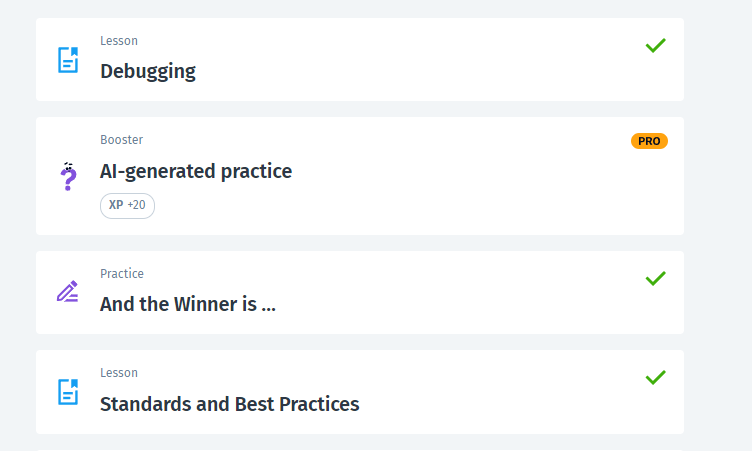 Lesson
Debugging
Booster
PRO
AI-generated practice
XP +20
Practice
And the Winner is ...
Lesson
Standards and Best Practices